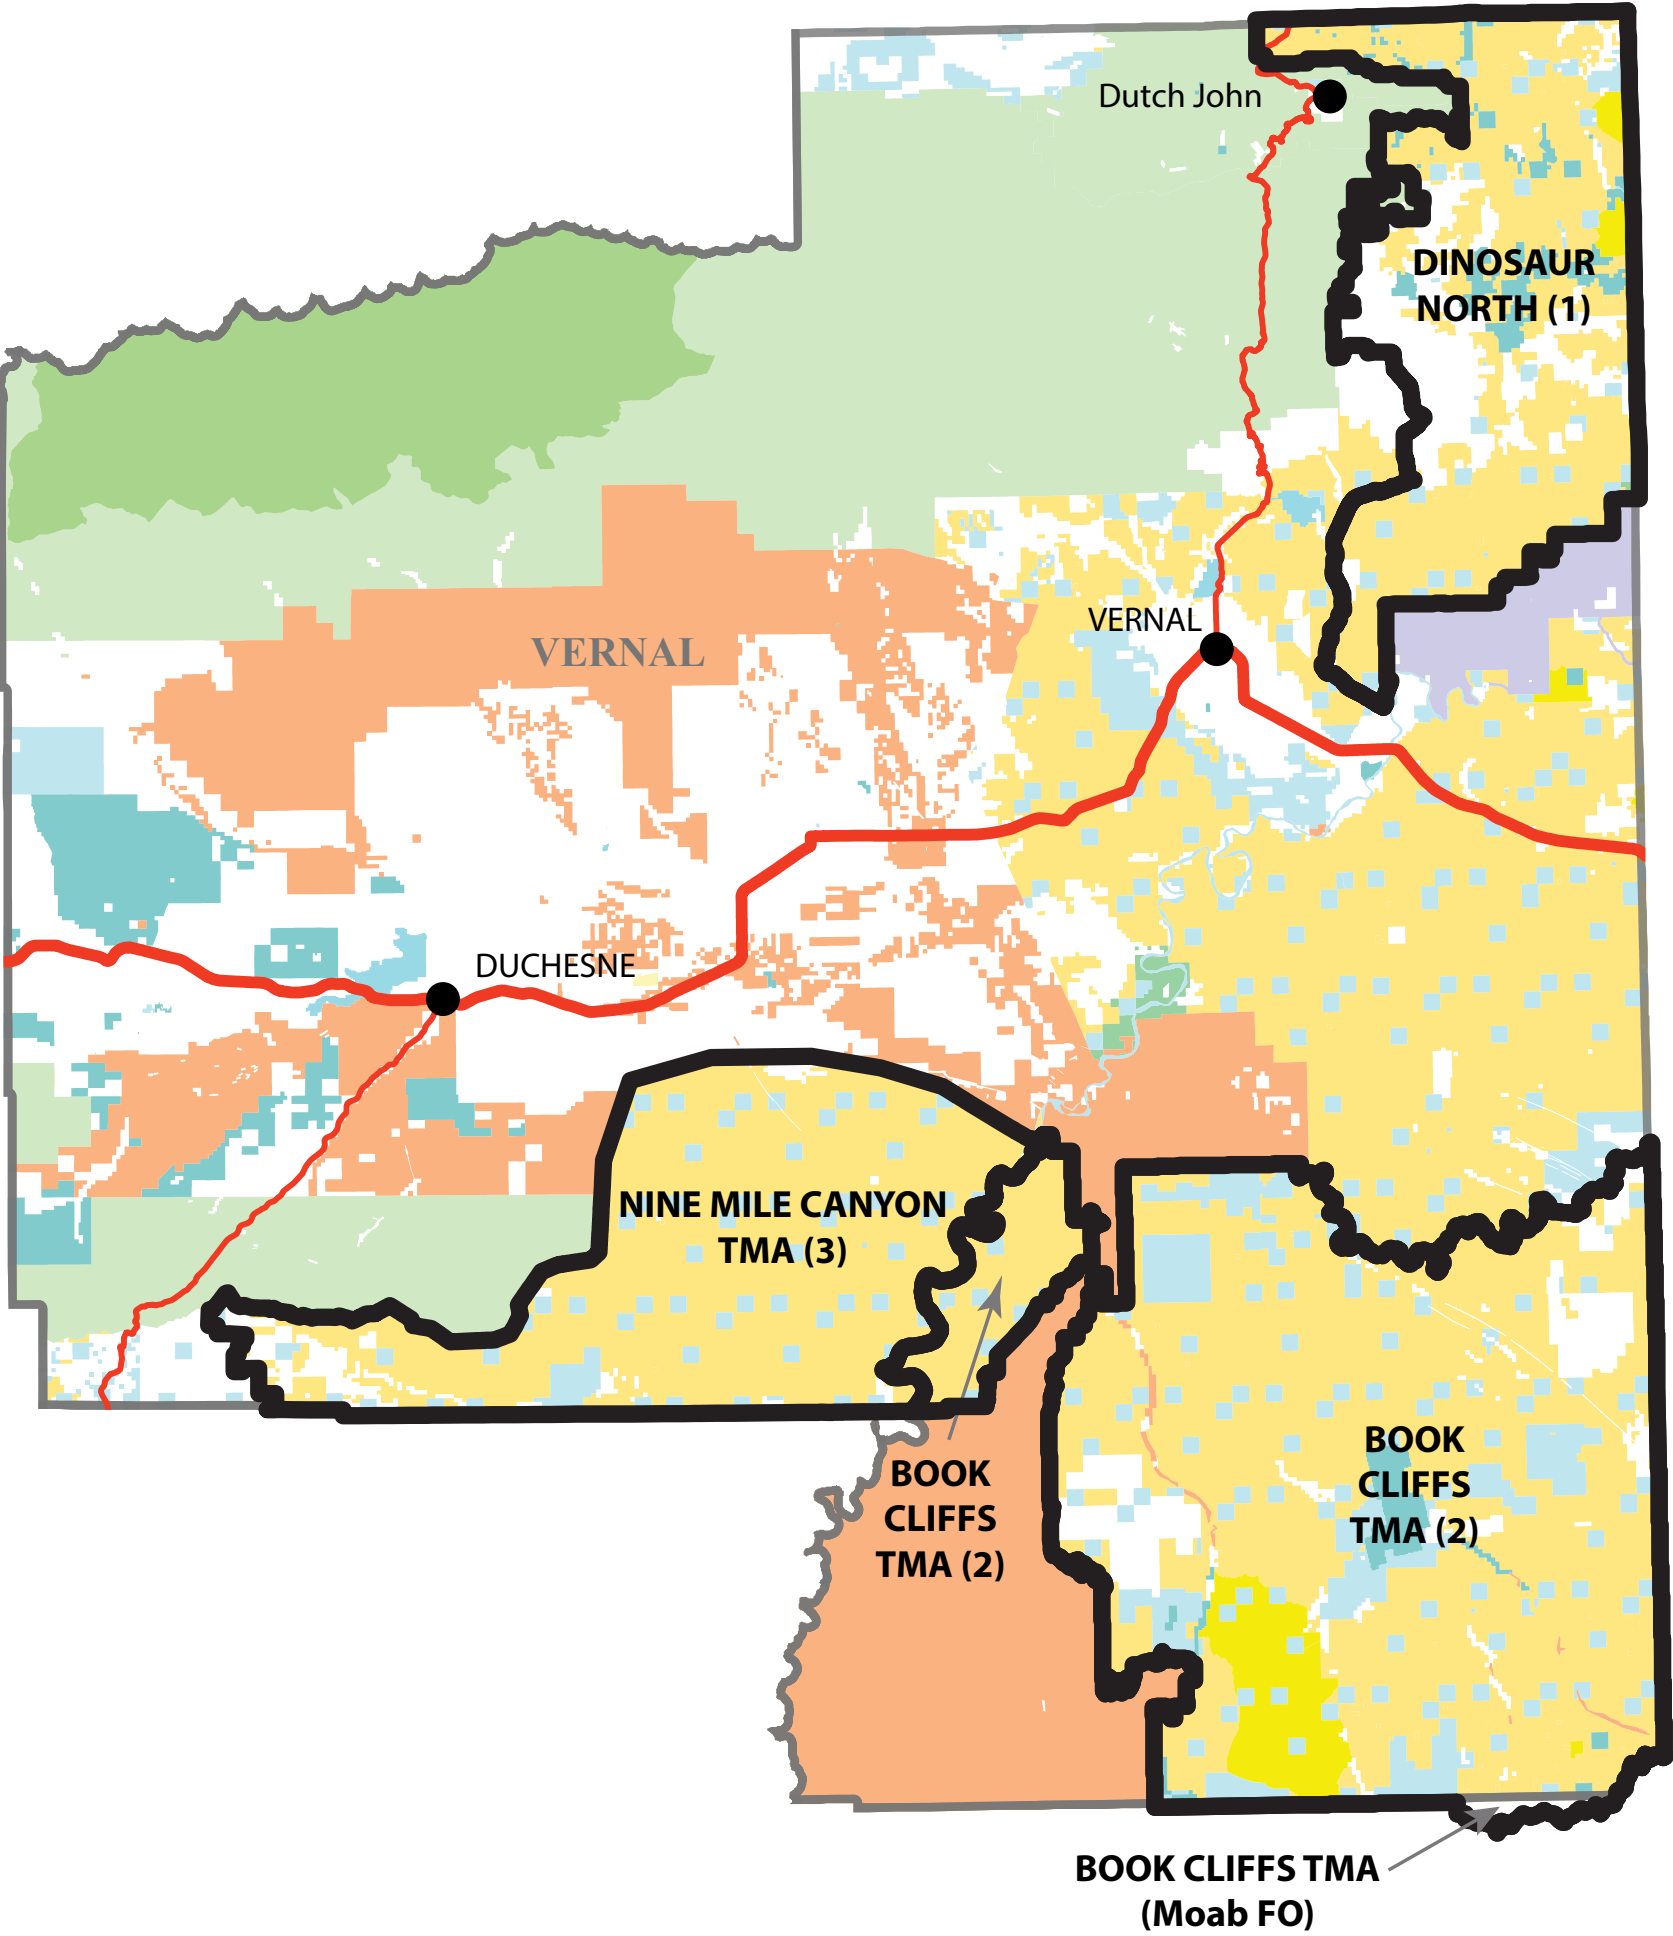 Dutch John
DINOSAUR
NORTH (1)
VERNAL
VERNAL
DUCHESNE
NINE MILE CANYON
TMA (3)
BOOK
CLIFFS
TMA (2)
BOOK
CLIFFS
TMA (2)
BOOK CLIFFS TMA
(Moab FO)